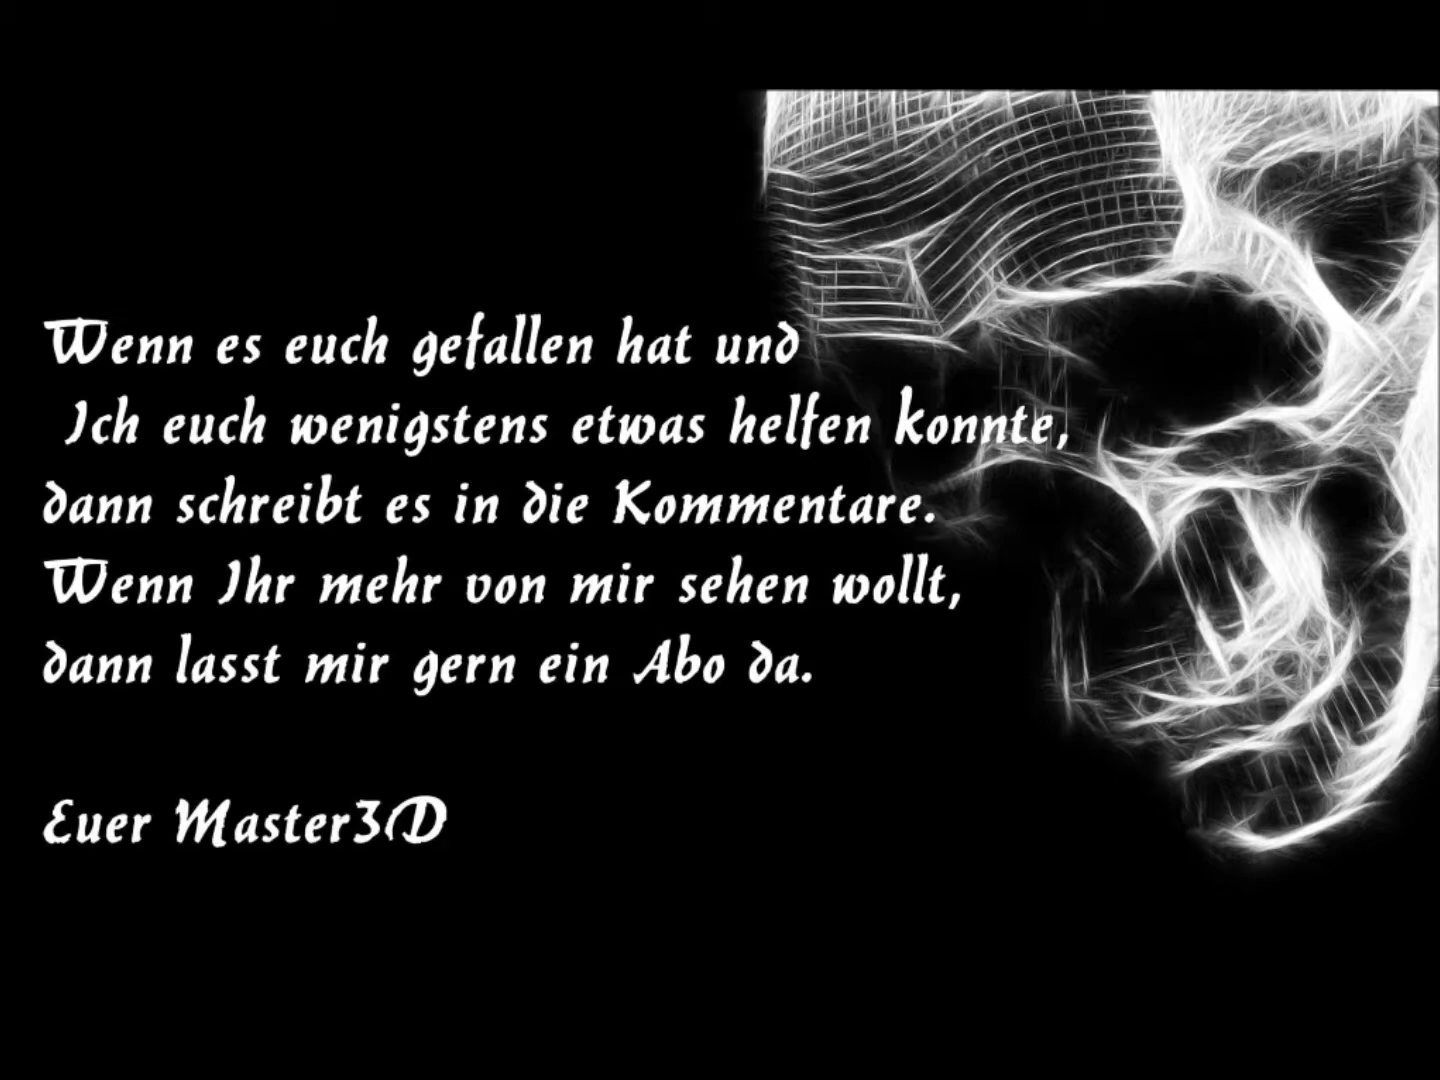 Wenn es euch gefallen hat und
Ich euch wenigstens etwas helfen konnte,
dann schreibt es in die Kommentare.
Wenn Ihr mehr von mir sehen wollt,
dann lasst mir gern ein Abo da.
Euer Master3D